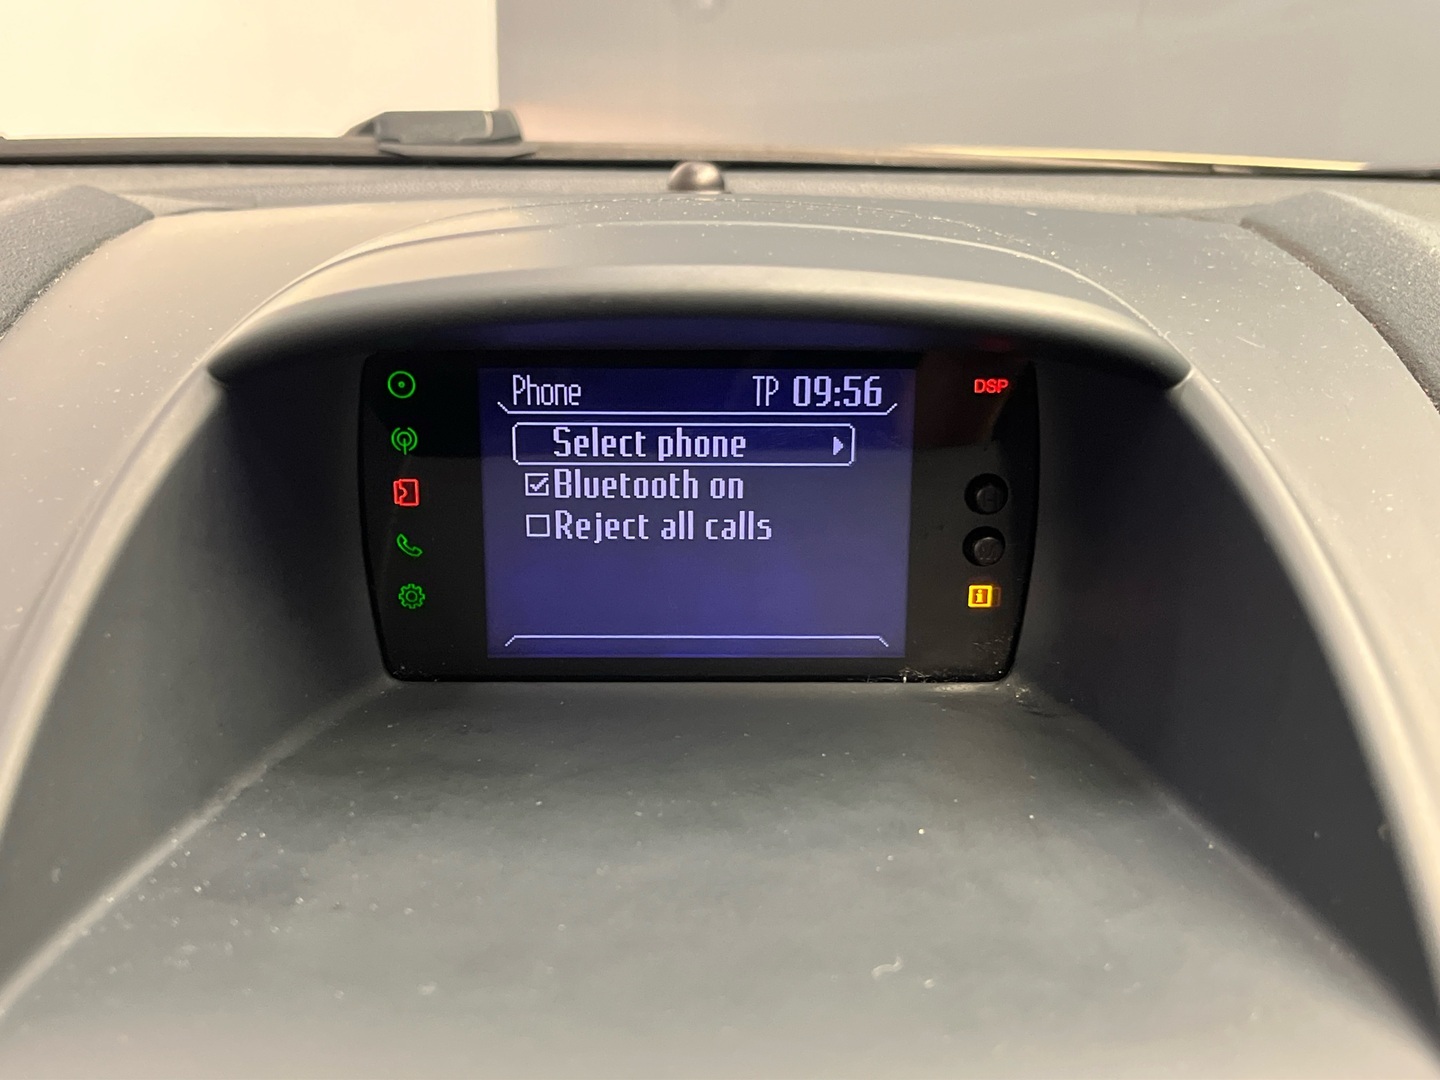 Phone TP 09:56
Select phone
Bluetooth on
Reject all calls
DSP
i